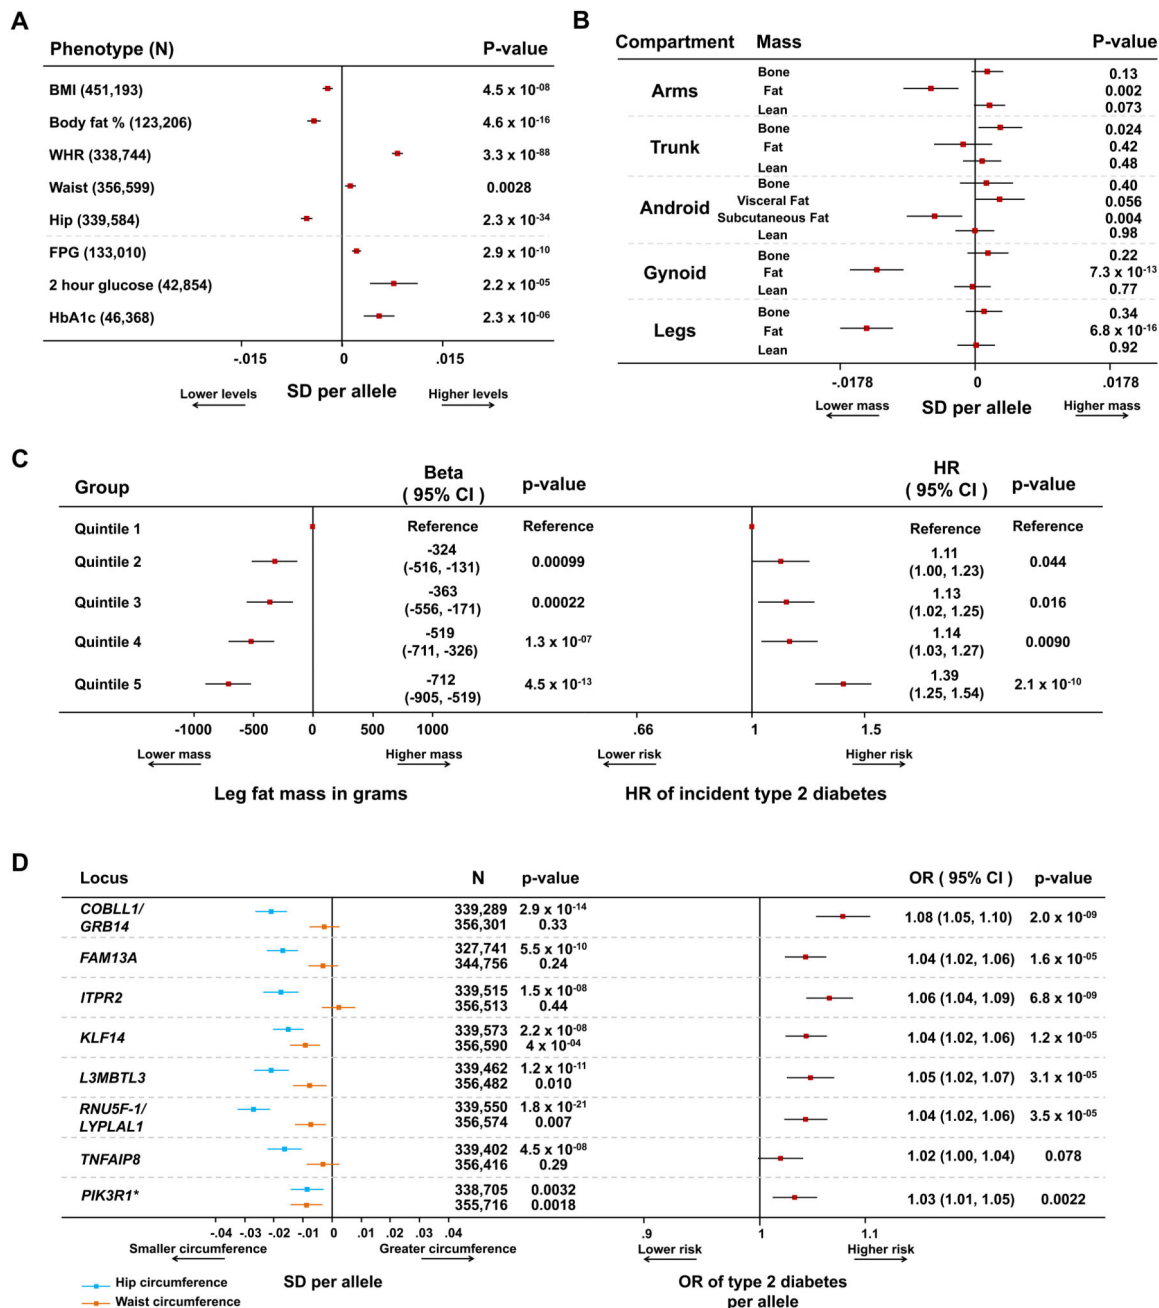 A
Phenotype (N) P-value
BMI (451,193) 4.5 x 10⁻⁰⁸
Body fat % (123,206) 4.6 x 10⁻¹⁶
WHR (338,744) 3.3 x 10⁻⁸⁸
Waist (356,599) 0.0028
Hip (339,584) 2.3 x 10⁻³⁴
FPG (133,010) 2.9 x 10⁻¹⁰
2 hour glucose (42,854) 2.2 x 10⁻⁰⁵
HbA1c (46,368) 2.3 x 10⁻⁰⁶
-.015 0 .015
Lower levels SD per allele Higher levels
B
Compartment Mass P-value
Arms
Bone 0.13
Fat 0.002
Lean 0.073
Trunk
Bone 0.024
Fat 0.42
Lean 0.48
Android
Bone 0.40
Visceral Fat 0.056
Subcutaneous Fat 0.004
Lean 0.98
Gynoid
Bone 0.22
Fat 7.3 x 10⁻¹³
Lean 0.77
Legs
Bone 0.34
Fat 6.8 x 10⁻¹⁶
Lean 0.92
-.0178 0 .0178
Lower mass SD per allele Higher mass
C
Group Beta ( 95% CI ) p-value HR ( 95% CI ) p-value
Quintile 1 Reference Reference Reference Reference
Quintile 2 -324 (-516, -131) 0.00099 1.11 (1.00, 1.23) 0.044
Quintile 3 -363 (-556, -171) 0.00022 1.13 (1.02, 1.25) 0.016
Quintile 4 -519 (-711, -326) 1.3 x 10⁻⁰⁷ 1.14 (1.03, 1.27) 0.0090
Quintile 5 -712 (-905, -519) 4.5 x 10⁻¹³ 1.39 (1.25, 1.54) 2.1 x 10⁻¹⁰
-1000 -500 0 500 1000 .66 1 1.5
Lower mass Higher mass Lower risk Higher risk
Leg fat mass in grams HR of incident type 2 diabetes
D
Locus N p-value OR ( 95% CI ) p-value
COBLL1/ 339,289 2.9 x 10⁻¹⁴ 1.08 (1.05, 1.10) 2.0 x 10⁻⁰⁹
GRB14 356,301 0.33
FAM13A 327,741 5.5 x 10⁻¹⁰ 1.04 (1.02, 1.06) 1.6 x 10⁻⁰⁵
344,756 0.24
ITPR2 339,515 1.5 x 10⁻⁰⁸ 1.06 (1.04, 1.09) 6.8 x 10⁻⁰⁹
356,513 0.44
KLF14 339,573 2.2 x 10⁻⁰⁸ 1.04 (1.02, 1.06) 1.2 x 10⁻⁰⁵
356,590 4 x 10⁻⁰⁴
L3MBTL3 339,462 1.2 x 10⁻¹¹ 1.05 (1.02, 1.07) 3.1 x 10⁻⁰⁵
356,482 0.010
RNU5F-1/ 339,550 1.8 x 10⁻²¹ 1.04 (1.02, 1.06) 3.5 x 10⁻⁰⁵
LYPLAL1 356,574 0.007
TNFAIP8 339,402 4.5 x 10⁻⁰⁸ 1.02 (1.00, 1.04) 0.078
356,416 0.29
PIK3R1* 338,705 0.0032 1.03 (1.01, 1.05) 0.0022
355,716 0.0018
-.04 -.03 -.02 -.01 0 .01 .02 .03 .04 .9 1 1.1
Smaller circumference Greater circumference Lower risk Higher risk
Hip circumference SD per allele OR of type 2 diabetes
Waist circumference per allele